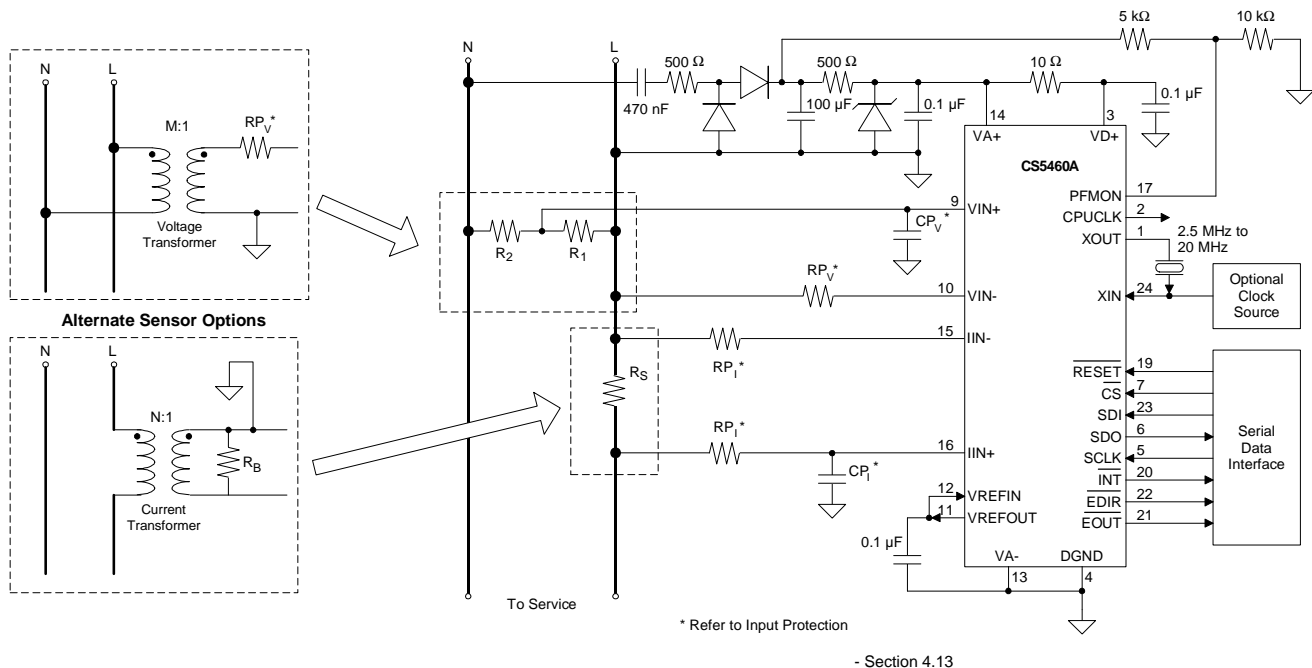 5 kΩ
10 kΩ
N
L
N
L
500 Ω
500 Ω
10 Ω
470 nF
100 µF
0.1 µF
0.1 µF
M:1
RPV*
14
3
VA+
VD+
CS5460A
PFMON
17
CPUCLK
2
XOUT
1
2.5 MHz to
20 MHz
9
VIN+
CPV*
Voltage
Transformer
R2
R1
RPV*
10
VIN-
XIN
24
Optional
Clock
Source
Alternate Sensor Options
15
IIN-
N
L
RPI*
RS
RESET
19
CS
7
SDI
23
SDO
6
SCLK
5
INT
20
EDIR
22
EOUT
21
Serial
Data
Interface
N:1
RB
RPI*
16
IIN+
CPI*
12
VREFIN
11
VREFOUT
Current
Transformer
0.1 µF
VA-
DGND
13
4
To Service
* Refer to Input Protection
- Section 4.13